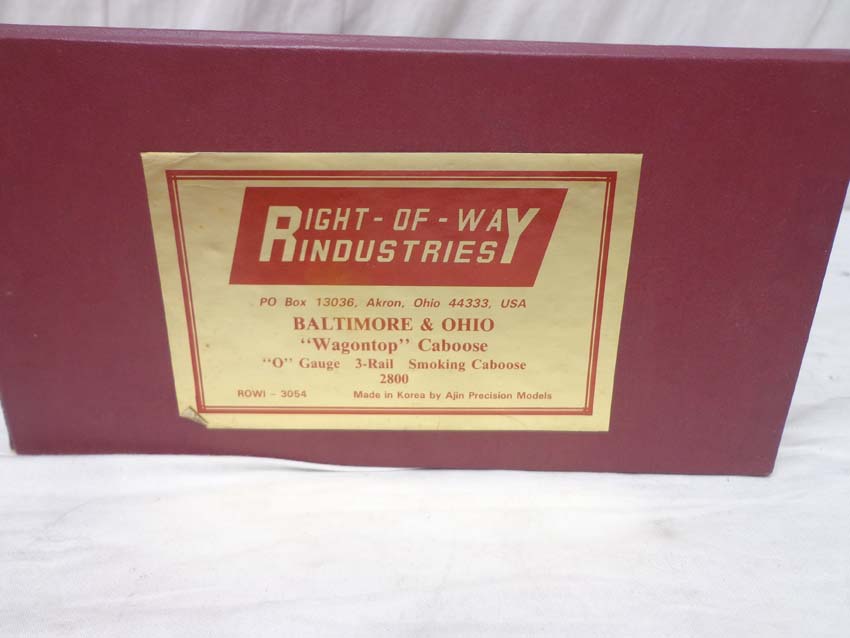 RIGHT-OF-WAY
INDUSTRIES
PO Box 13036, Akron, Ohio 44333, USA
BALTIMORE & OHIO
"Wagontop" Caboose
"O" Gauge 3-Rail Smoking Caboose
2800
ROWI - 3054 Made in Korea by Ajin Precision Models